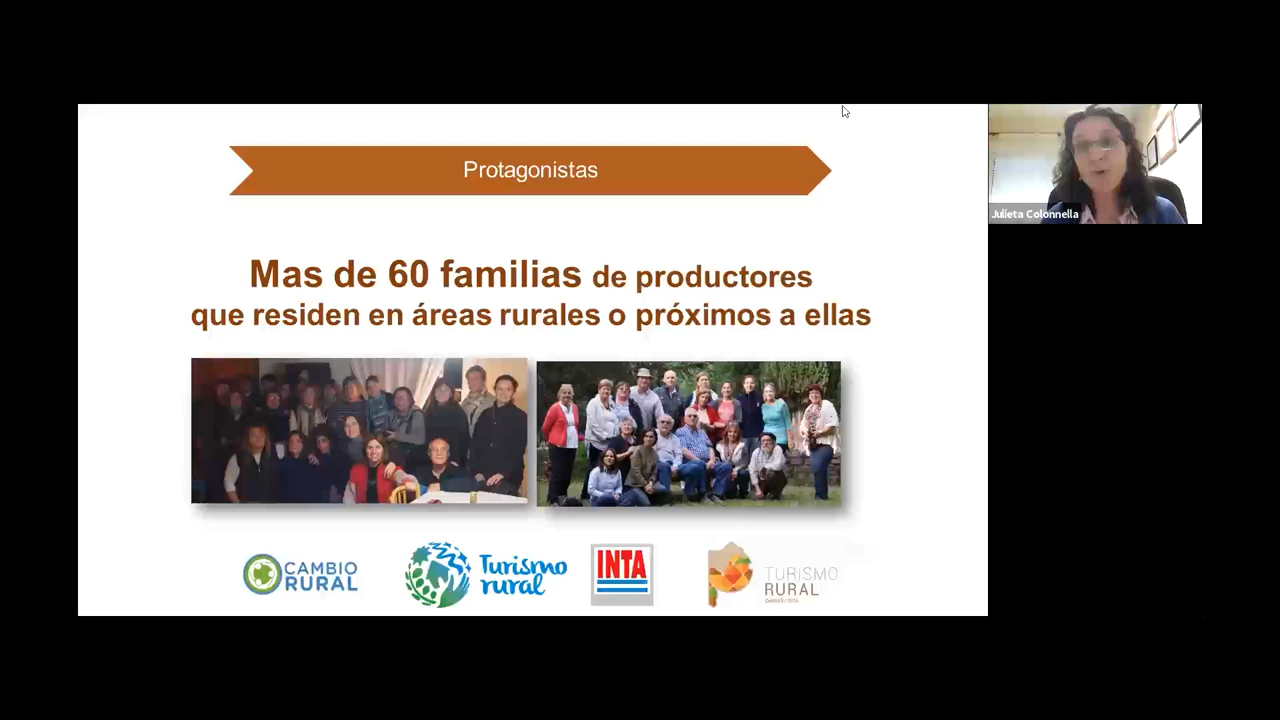 Protagonistas
Julieta Colonnella
Mas de 60 familias de productores
que residen en áreas rurales o próximos a ellas
CAMBIO
RURAL
Turismo
rural
INTA
TURISMO
RURAL